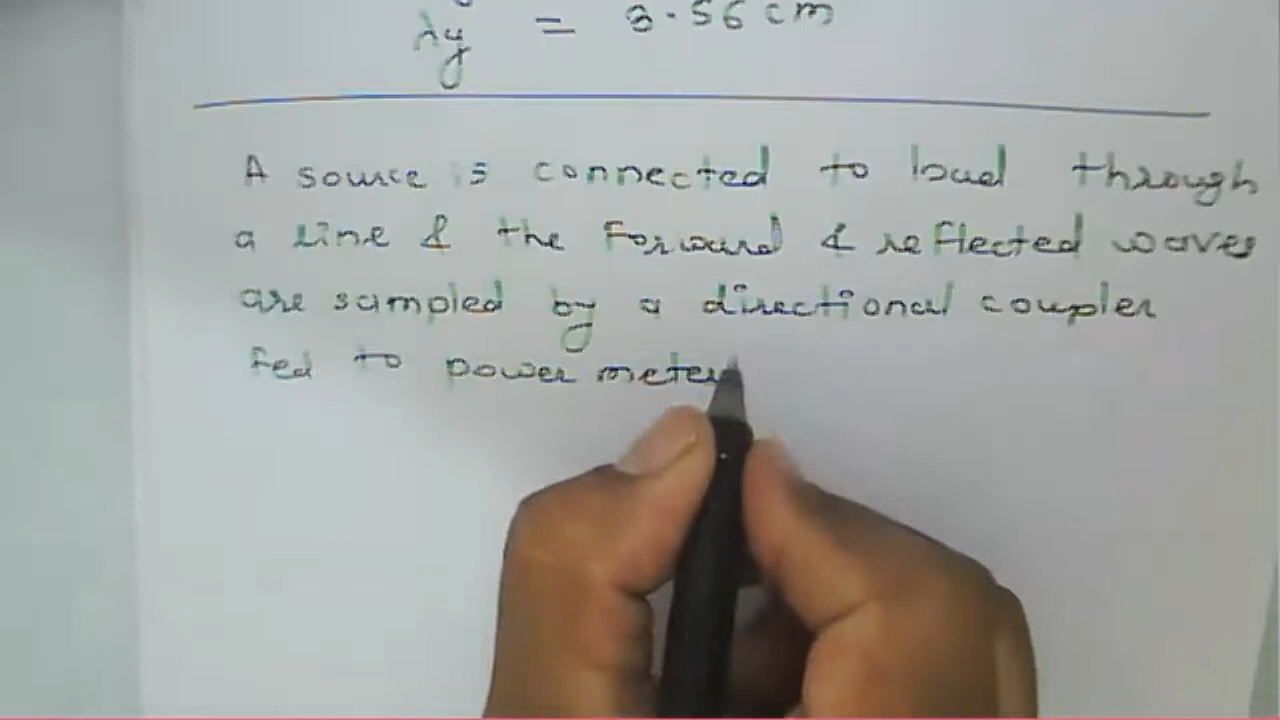 λg = 3.56 cm
A source is connected to load through
a line & the forward & reflected waves
are sampled by a directional coupler
fed to power meter